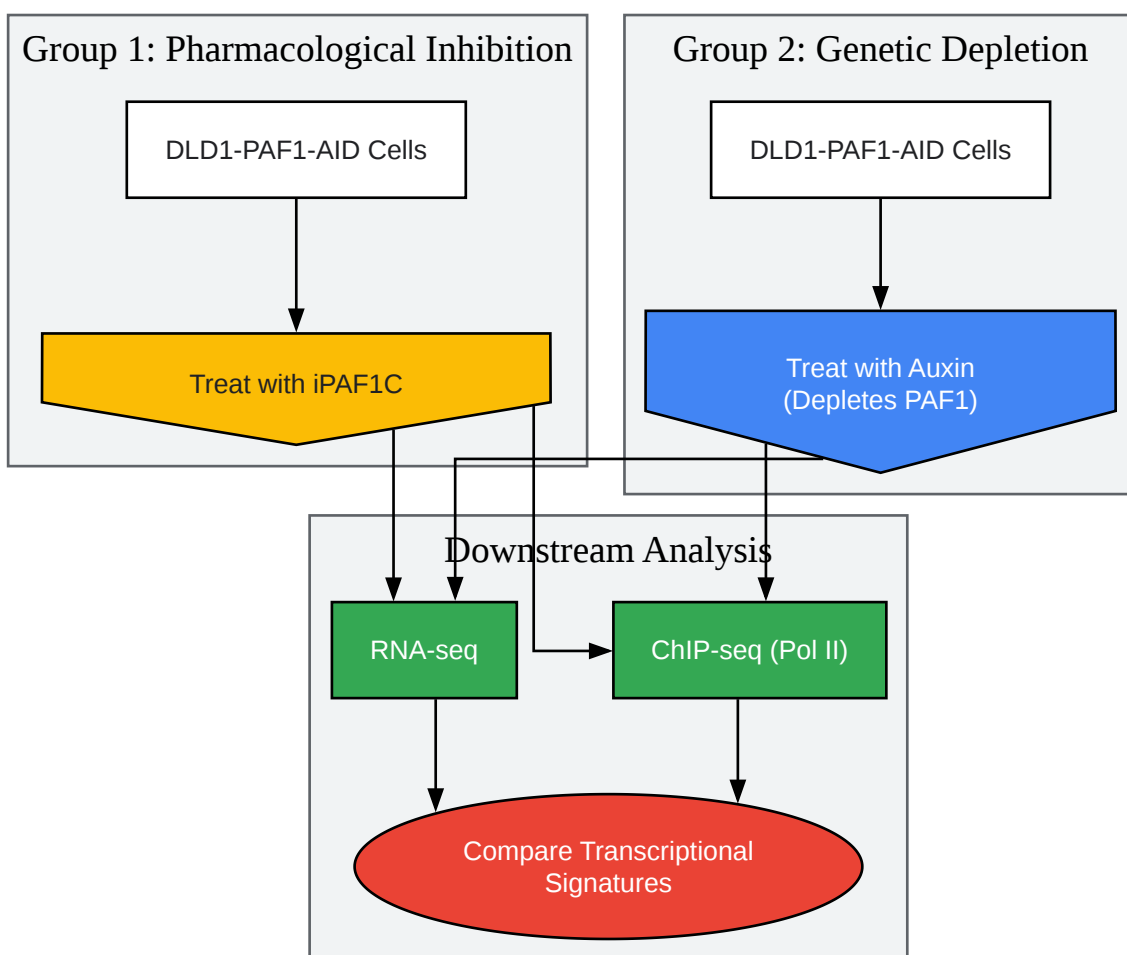 Group 1: Pharmacological Inhibition
DLD1-PAF1-AID Cells
Treat with iPAF1C
Group 2: Genetic Depletion
DLD1-PAF1-AID Cells
Treat with Auxin
(Depletes PAF1)
Downstream Analysis
RNA-seq
ChIP-seq (Pol II)
Compare Transcriptional
Signatures